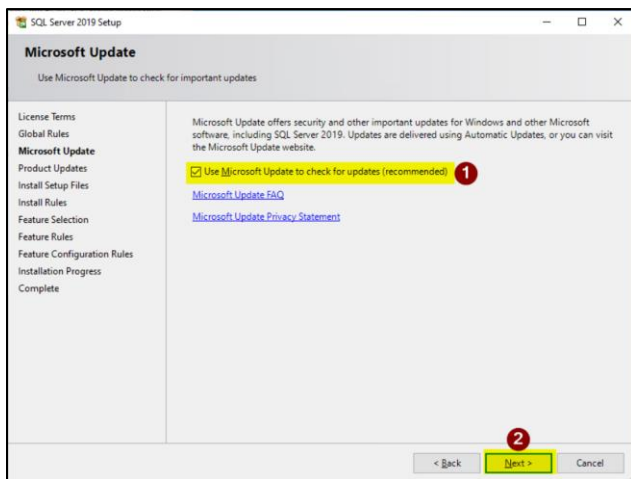 SQL Server 2019 Setup
Microsoft Update
Use Microsoft Update to check for important updates
License Terms
Global Rules
Microsoft Update
Product Updates
Install Setup Files
Install Rules
Feature Selection
Feature Rules
Feature Configuration Rules
Installation Progress
Complete
Microsoft Update offers security and other important updates for Windows and other Microsoft
software, including SQL Server 2019. Updates are delivered using Automatic Updates, or you can visit
the Microsoft Update website.
Use Microsoft Update to check for updates (recommended)
1
Microsoft Update FAQ
Microsoft Update Privacy Statement
2
< Back
Next >
Cancel